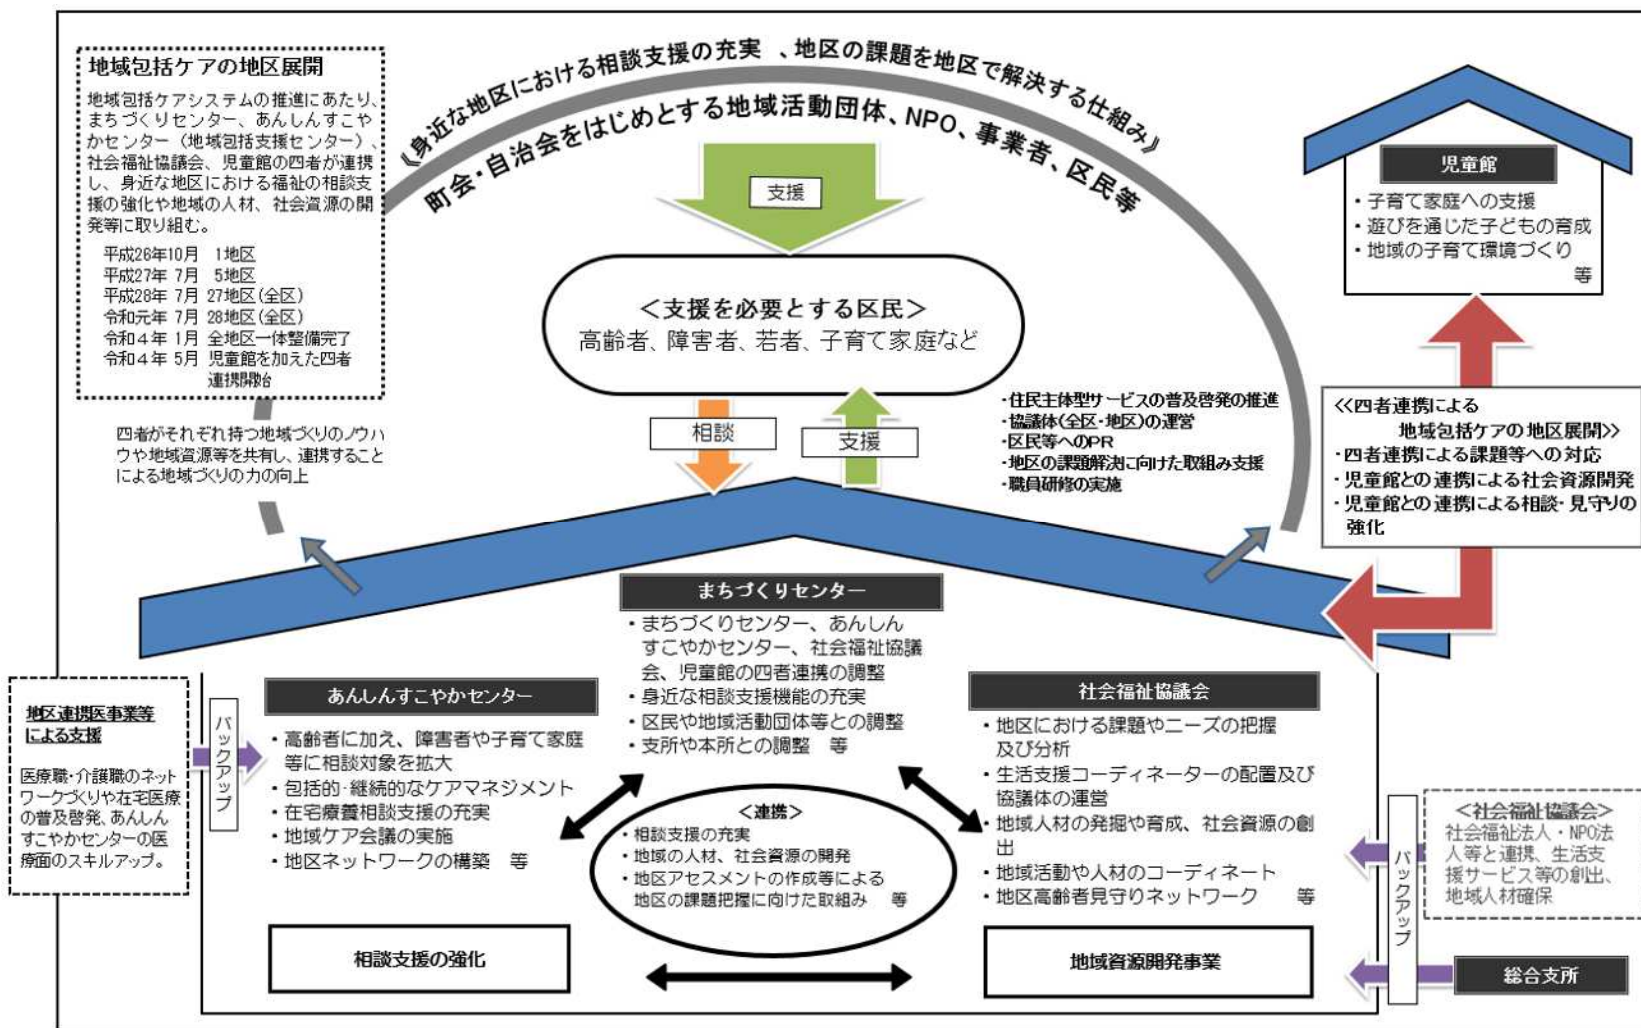 《身近な地区における相談支援の充実　、地区の課題を地区で解決する仕組み》
町会・自治会をはじめとする地域活動団体、NPO、事業者、区民等
地域包括ケアの地区展開
地域包括ケアシステムの推進にあたり、
まちづくりセンター、あんしんすこや
かセンター（地域包括支援センター）、
社会福祉協議会、児童館の四者が連携
し、身近な地区における福祉の相談支
援の強化や地域の人材、社会資源の開
発等に取り組む。
平成26年10月　1地区
平成27年 7月　5地区
平成28年 7月 27地区(全区)
令和元年 7月 28地区(全区)
令和４年 1月 全地区一体整備完了
令和４年 5月 児童館を加えた四者
連携開始
四者がそれぞれ持つ地域づくりのノウハ
ウや地域資源等を共有し、連携すること
による地域づくりの力の向上
支援
＜支援を必要とする区民＞
高齢者、障害者、若者、子育て家庭など
相談
支援
・住民主体型サービスの普及啓発の推進
・協議体(全区・地区)の運営
・区民等へのPR
・地区の課題解決に向けた取組み支援
・職員研修の実施
児童館
・子育て家庭への支援
・遊びを通じた子どもの育成
・地域の子育て環境づくり
等
≪四者連携による
地域包括ケアの地区展開≫
・四者連携による課題等への対応
・児童館との連携による社会資源開発
・児童館との連携による相談・見守りの
強化
まちづくりセンター
・まちづくりセンター、あんしん
すこやかセンター、社会福祉協議
会、児童館の四者連携の調整
・身近な相談支援機能の充実
・区民や地域活動団体等との調整
・支所や本所との調整　等
地区連携医事業等
による支援
医療職・介護職のネット
ワークづくりや在宅医療
の普及啓発、あんしん
すこやかセンターの医
療面のスキルアップ。
バックアップ
あんしんすこやかセンター
・高齢者に加え、障害者や子育て家庭
等に相談対象を拡大
・包括的・継続的なケアマネジメント
・在宅療養相談支援の充実
・地域ケア会議の実施
・地区ネットワークの構築　等
相談支援の強化
＜連携＞
・相談支援の充実
・地域の人材、社会資源の開発
・地区アセスメントの作成等による
地区の課題把握に向けた取組み　等
社会福祉協議会
・地区における課題やニーズの把握
及び分析
・生活支援コーディネーターの配置及び
協議体の運営
・地域人材の発掘や育成、社会資源の創
出
・地域活動や人材のコーディネート
・地区高齢者見守りネットワーク　等
地域資源開発事業
バックアップ
＜社会福祉協議会＞
社会福祉法人・NPO法
人等と連携、生活支
援サービス等の創出、
地域人材確保
総合支所